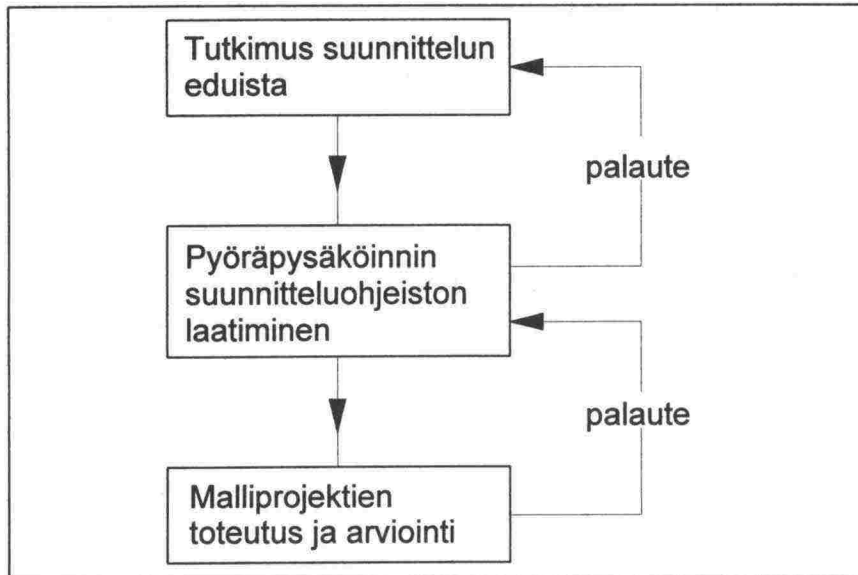 Tutkimus suunnittelun
eduista
palaute
Pyöräpysäköinnin
suunnitteluohjeiston
laatiminen
palaute
Malliprojektien
toteutus ja arviointi